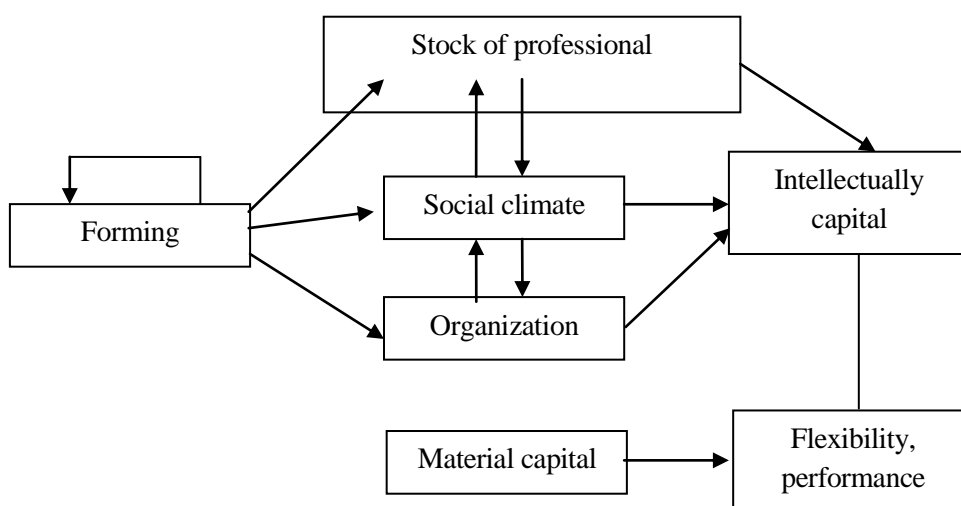 Stock of professional
Social climate
Forming
Intellectually
capital
Organization
Material capital
Flexibility,
performance